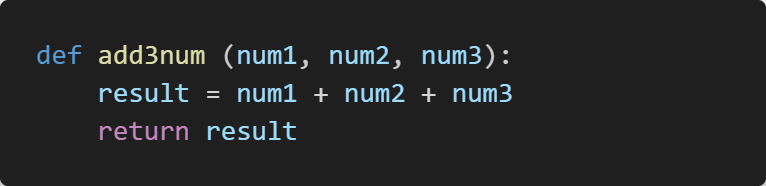 def add3num (num1, num2, num3):
    result = num1 + num2 + num3
    return result